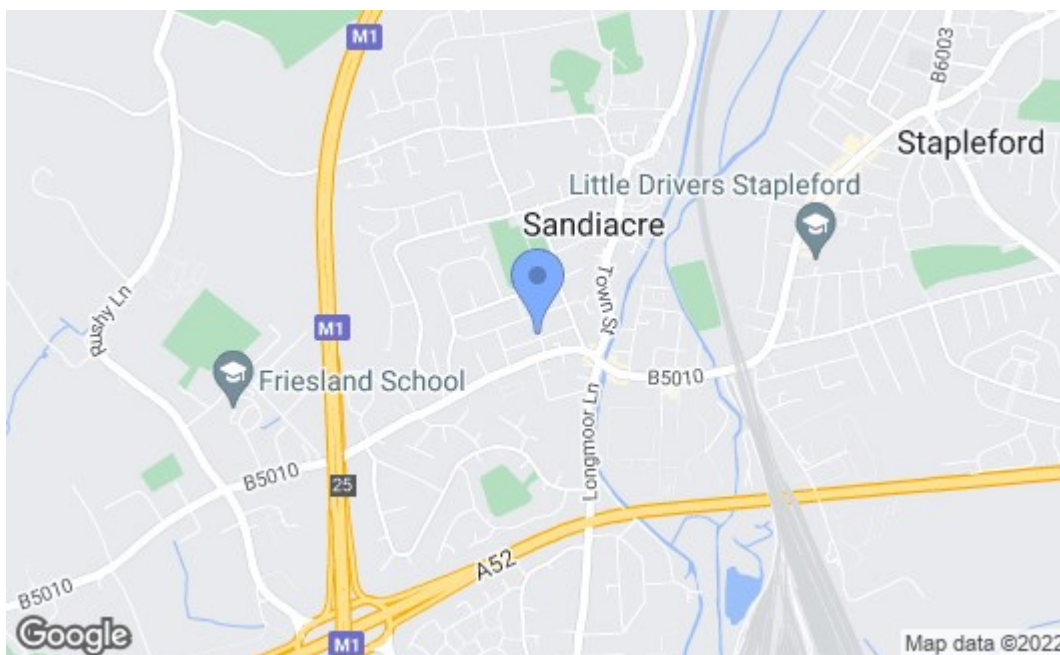 M1
B6003
Stapleford
Little Drivers Stapleford
Sandiacre
Town St
Rushy Ln
M1
Friesland School
B5010
Longmoor Ln
B5010
25
A52
B5010
M1
Google
Map data ©2022